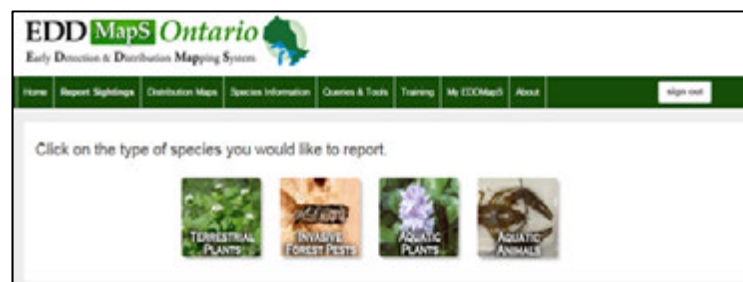 EDD MapS Ontario
Early Detection & Distribution Mapping System
Home Report Sightings Distribution Maps Species Information Queries & Tools Training My EDDMapS About sign out
Click on the type of species you would like to report.
TERRESTRIAL PLANTS
INVASIVE FOREST PESTS
AQUATIC PLANTS
AQUATIC ANIMALS